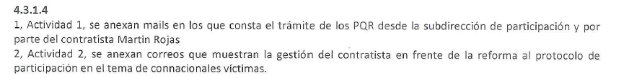 4.3.1.4
1, Actividad 1, se anexan mails en los que consta el trámite de los PQR desde la subdirección de participación y por
parte del contratista Martin Rojas
2, Actividad 2, se anexan correos que muestran la gestión del contratista en frente de la reforma al protocolo de
participación en el tema de connacionales víctimas.